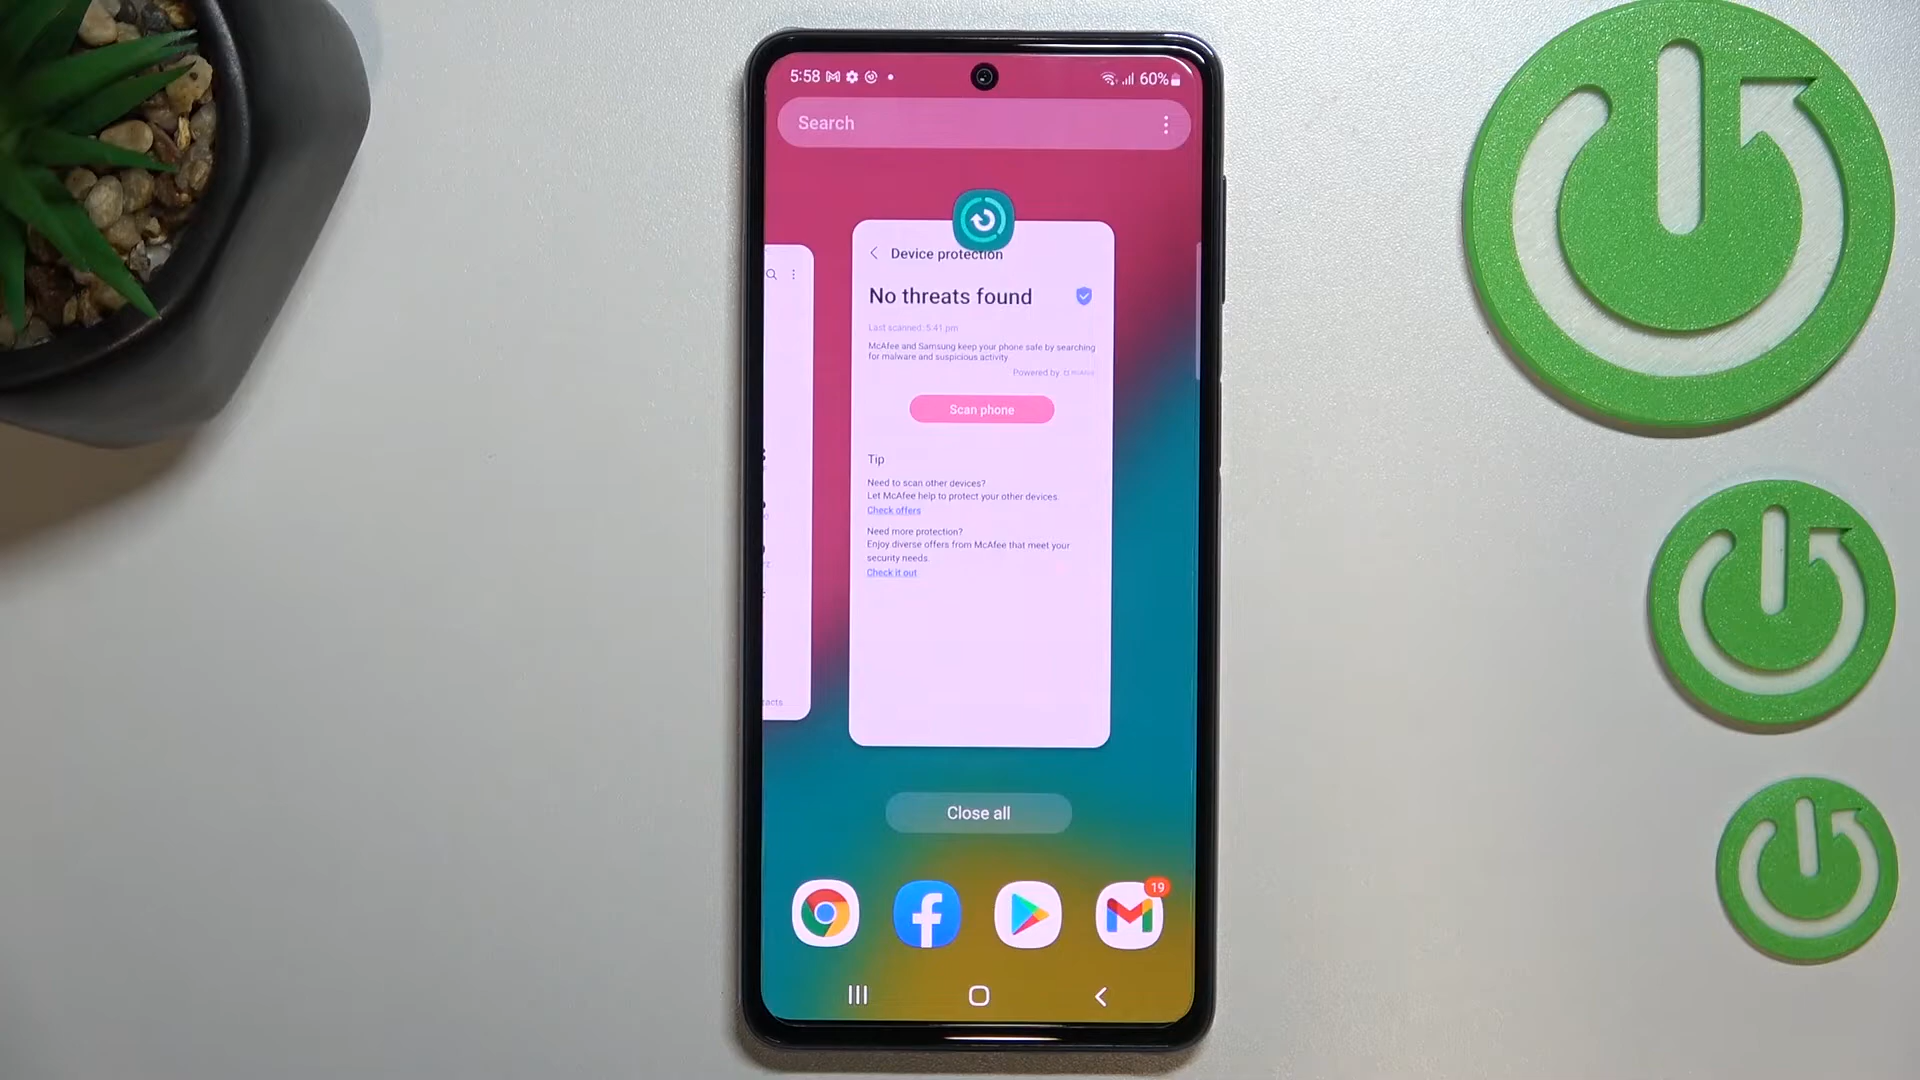 5:58
60%
Search
Device protection
No threats found
Last scanned: 5:41 pm
McAfee and Samsung keep your phone safe by searching
for malware and suspicious activity.
Powered by
Scan phone
Tip
Need to scan other devices?
Let McAfee help to protect your other devices.
Check offers
Need more protection?
Enjoy diverse offers from McAfee that meet your
security needs.
Check it out
Close all
19